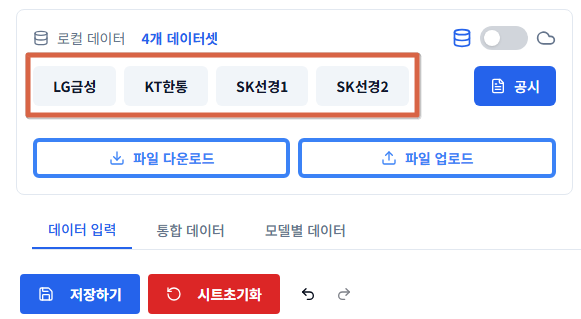 로컬 데이터 4개 데이터셋
LG금성 KT한통 SK선경1 SK선경2 공시
파일 다운로드 파일 업로드
데이터 입력 통합 데이터 모델별 데이터
저장하기 시트초기화